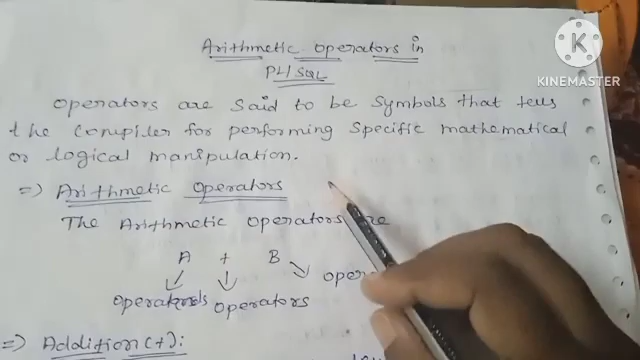 Arithmetic Operators in
PL/SQL
Operators are said to be symbols that tells
the compiler for performing specific mathematical
or logical manipulation.
=) Arithmetic Operators
The Arithmetic operators are
A + B
operators
=) Addition(+):
K
KINEMASTER